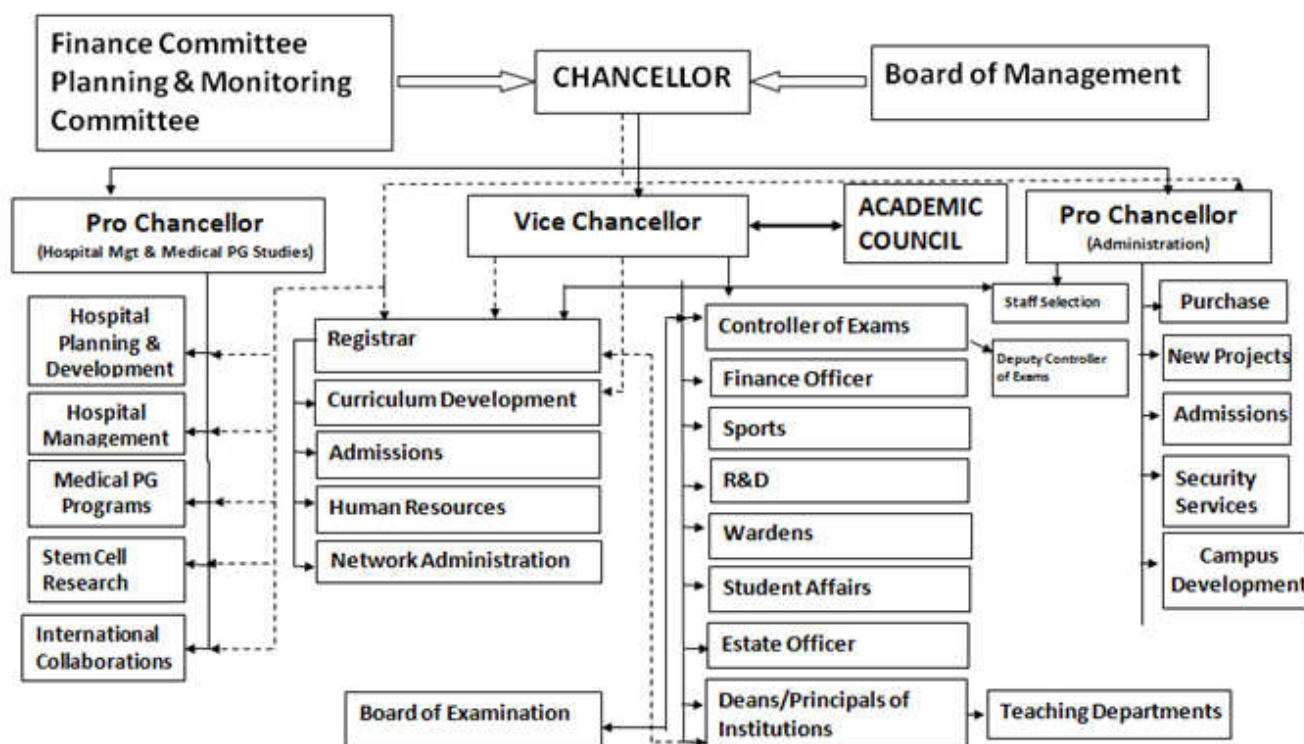 Finance Committee
Planning & Monitoring
Committee
CHANCELLOR
Board of Management
Pro Chancellor
(Hospital Mgt & Medical PG Studies)
Vice Chancellor
ACADEMIC
COUNCIL
Pro Chancellor
(Administration)
Hospital
Planning &
Development
Hospital
Management
Medical PG
Programs
Stem Cell
Research
International
Collaborations
Registrar
Curriculum Development
Admissions
Human Resources
Network Administration
Controller of Exams
Finance Officer
Sports
R&D
Wardens
Student Affairs
Estate Officer
Deans/Principals of
Institutions
Board of Examination
Teaching Departments
Staff Selection
Deputy Controller
of Exams
Purchase
New Projects
Admissions
Security
Services
Campus
Development